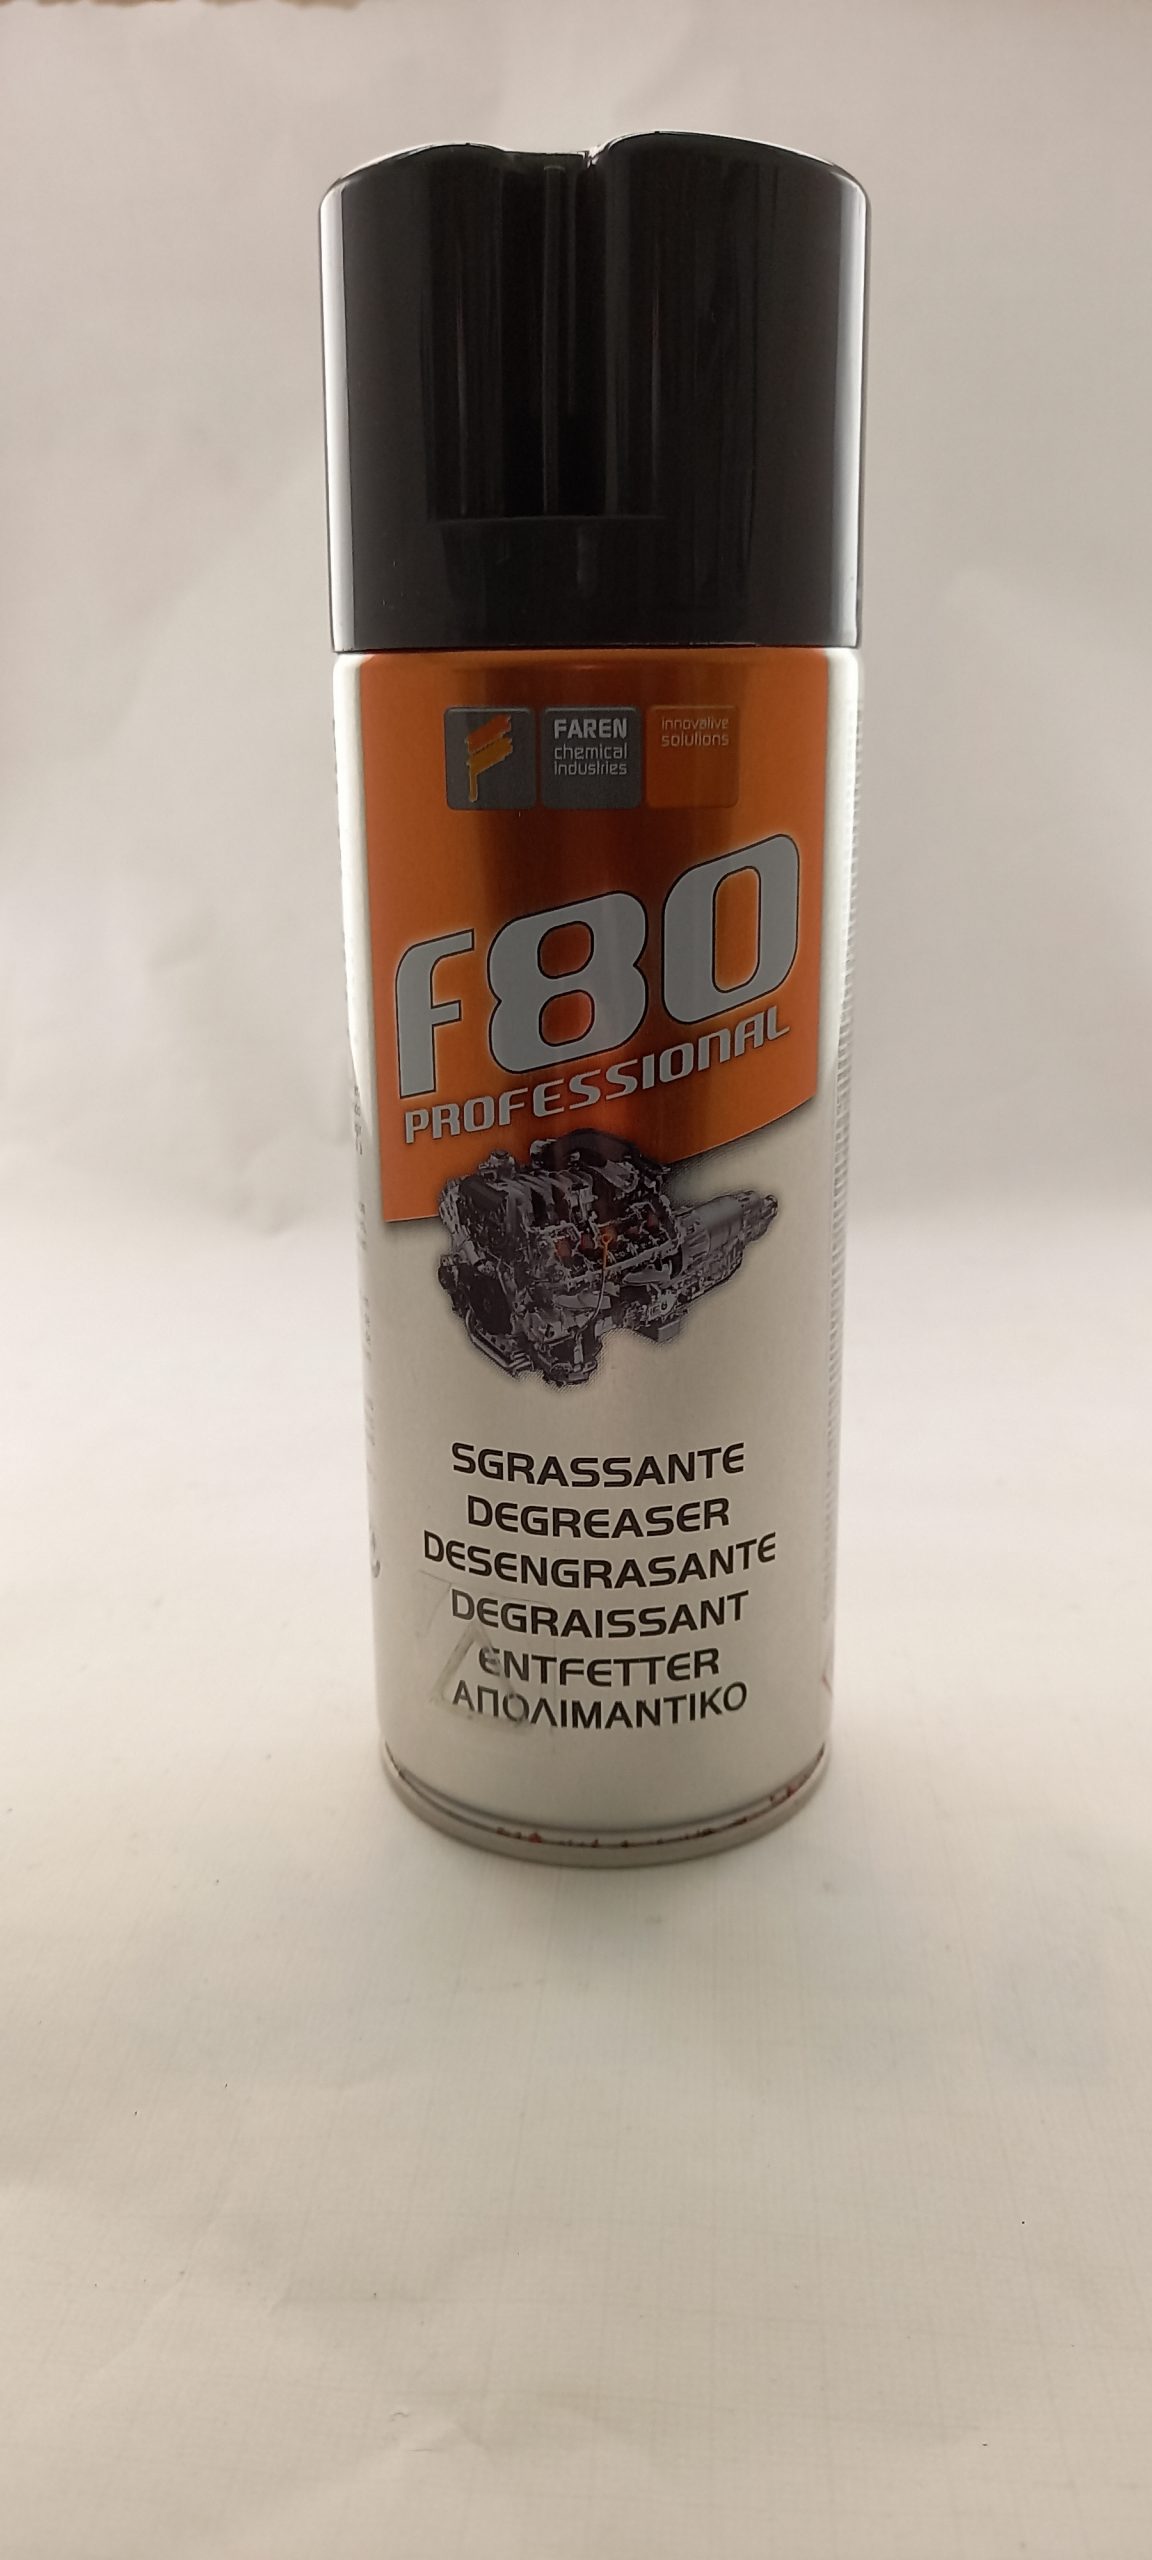 FAREN
chemical
industries
innovative
solutions
F80
PROFESSIONAL
SGRASSANTE
DEGREASER
DESENGRASANTE
DEGRAISSANT
ENTFETTER
ΑΠΟΛΙΜΑΝΤΙΚΟ